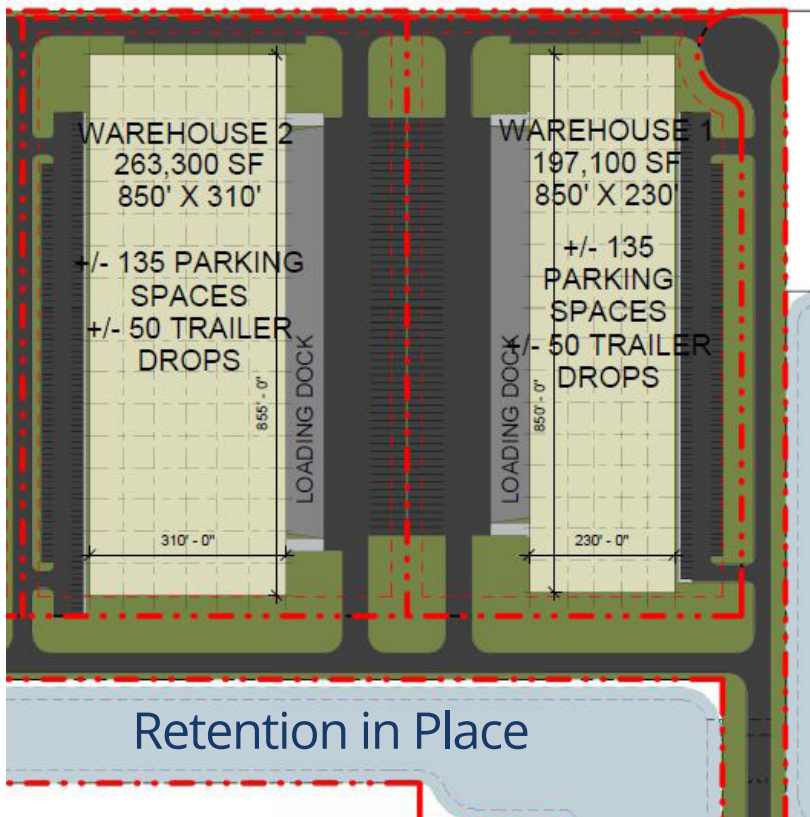 WAREHOUSE 2
263,300 SF
850' X 310'
+/- 135 PARKING
SPACES
+/- 50 TRAILER
DROPS
855' - 0"
LOADING DOCK
310' - 0"
WAREHOUSE 1
197,100 SF
850' X 230'
+/- 135
PARKING
SPACES
+/- 50 TRAILER
DROPS
LOADING DOCK
850' - 0"
230' - 0"
Retention in Place